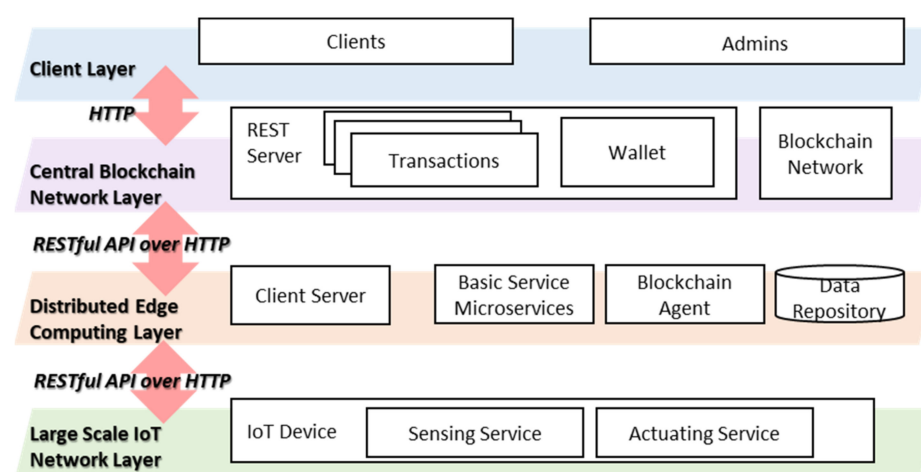 Clients
Admins
Client Layer
HTTP
REST
Server
Transactions
Wallet
Blockchain
Network
Central Blockchain
Network Layer
RESTful API over HTTP
Client Server
Basic Service
Microservices
Blockchain
Agent
Data
Repository
Distributed Edge
Computing Layer
RESTful API over HTTP
Large Scale IoT
Network Layer
IoT Device
Sensing Service
Actuating Service